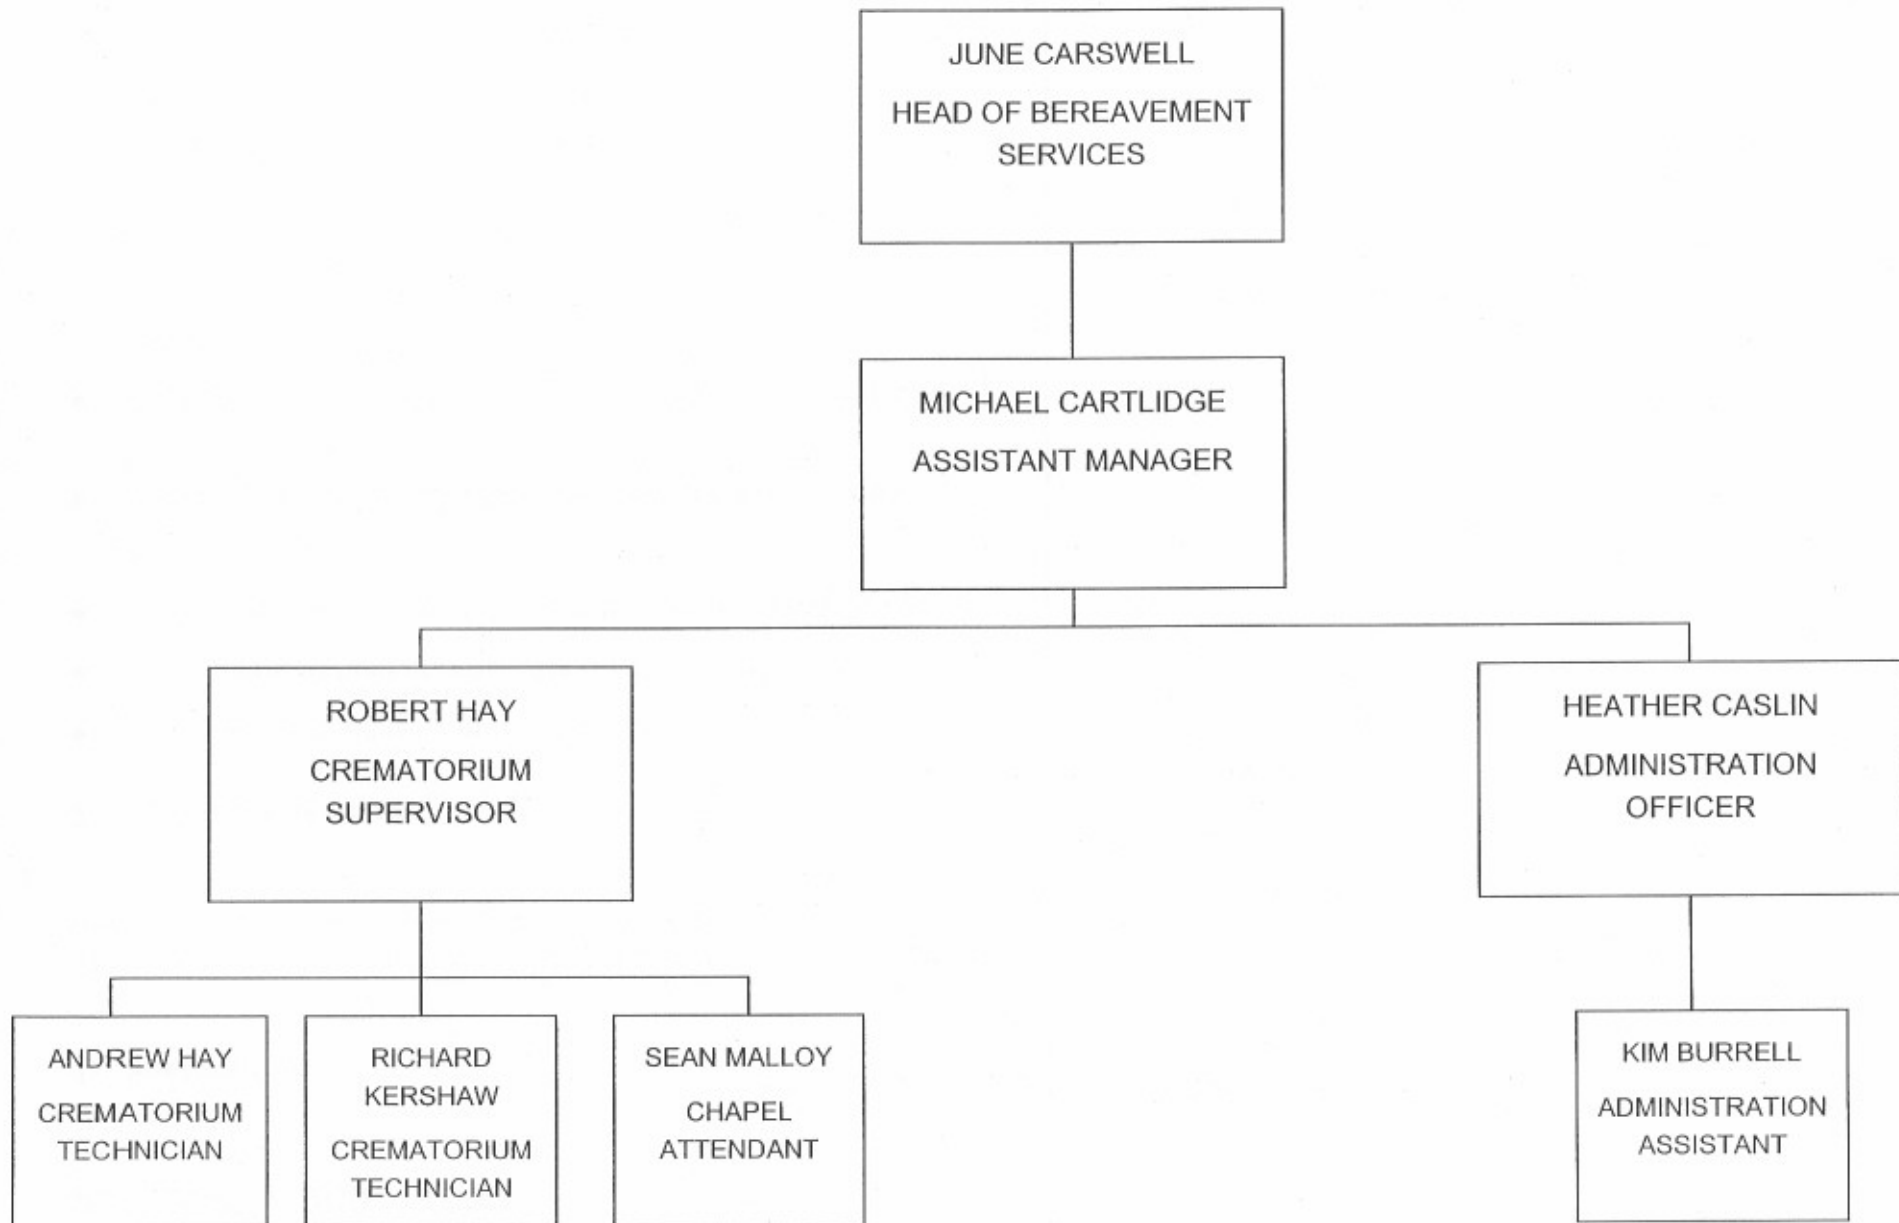 JUNE CARSWELL
HEAD OF BEREAVEMENT
SERVICES
MICHAEL CARTLIDGE
ASSISTANT MANAGER
ROBERT HAY
CREMATORIUM
SUPERVISOR
HEATHER CASLIN
ADMINISTRATION
OFFICER
ANDREW HAY
CREMATORIUM
TECHNICIAN
RICHARD
KERSHAW
CREMATORIUM
TECHNICIAN
SEAN MALLOY
CHAPEL
ATTENDANT
KIM BURRELL
ADMINISTRATION
ASSISTANT